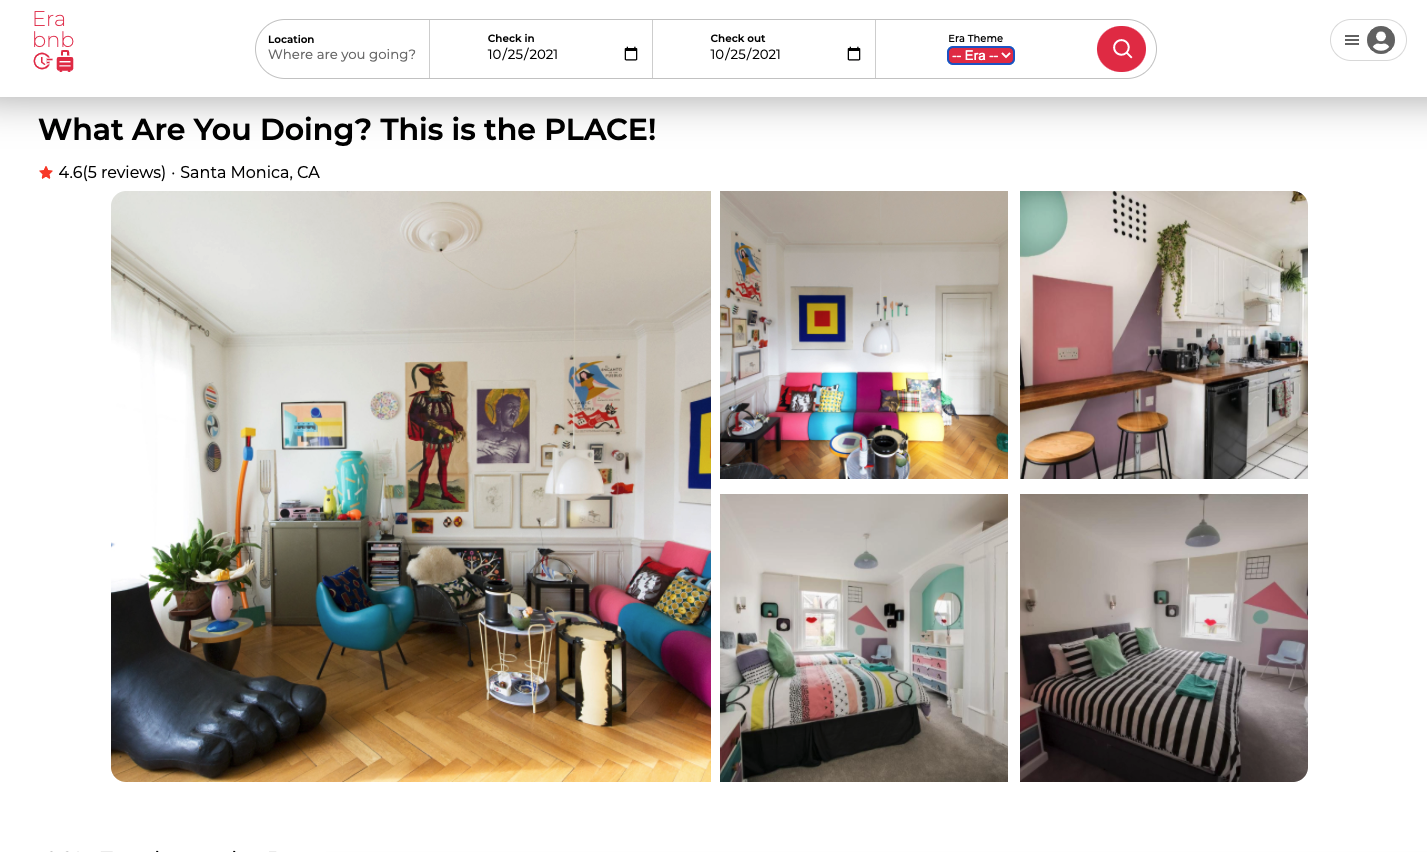 Era
bnb
Location
Where are you going?
Check in
10/25/2021
Check out
10/25/2021
Era Theme
-- Era --
What Are You Doing? This is the PLACE!
4.6(5 reviews) · Santa Monica, CA